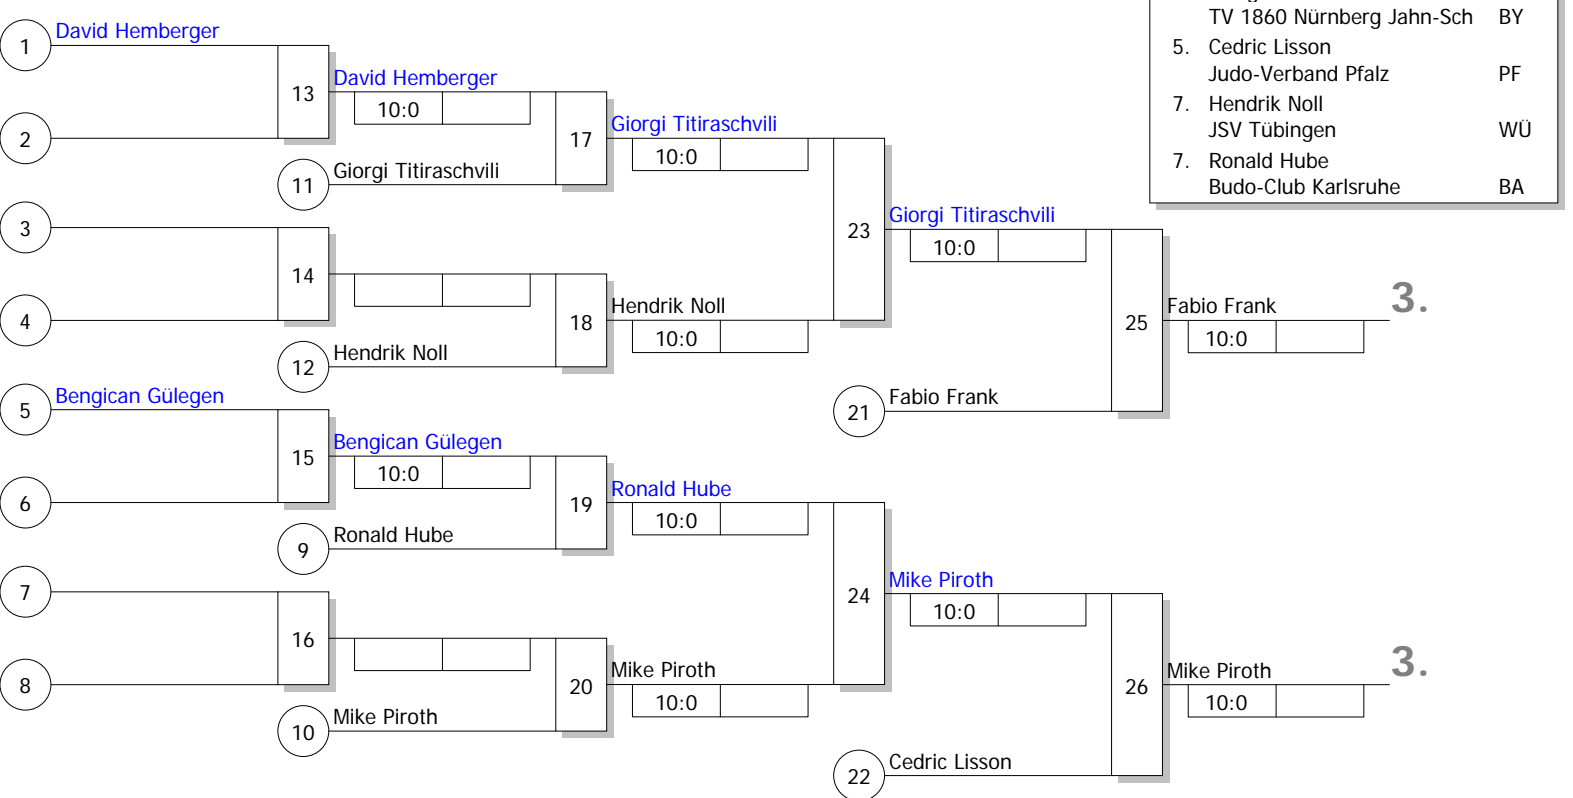 TV 1860 Nürnberg Jahn-Sch BY
5. Cedric Lisson
Judo-Verband Pfalz PF
7. Hendrik Noll
JSV Tübingen WÜ
7. Ronald Hube
Budo-Club Karlsruhe BA
1 David Hemberger
13 David Hemberger
10:0
2
17 Giorgi Titiraschvili
10:0
11 Giorgi Titiraschvili
3
23 Giorgi Titiraschvili
10:0
14
4
18 Hendrik Noll
10:0
12 Hendrik Noll
25 Fabio Frank 3.
10:0
5 Bengican Gülegen
21 Fabio Frank
15 Bengican Gülegen
10:0
6
19 Ronald Hube
10:0
9 Ronald Hube
7
24 Mike Piroth
10:0
16
8
20 Mike Piroth
10:0
10 Mike Piroth
26 Mike Piroth 3.
10:0
22 Cedric Lisson